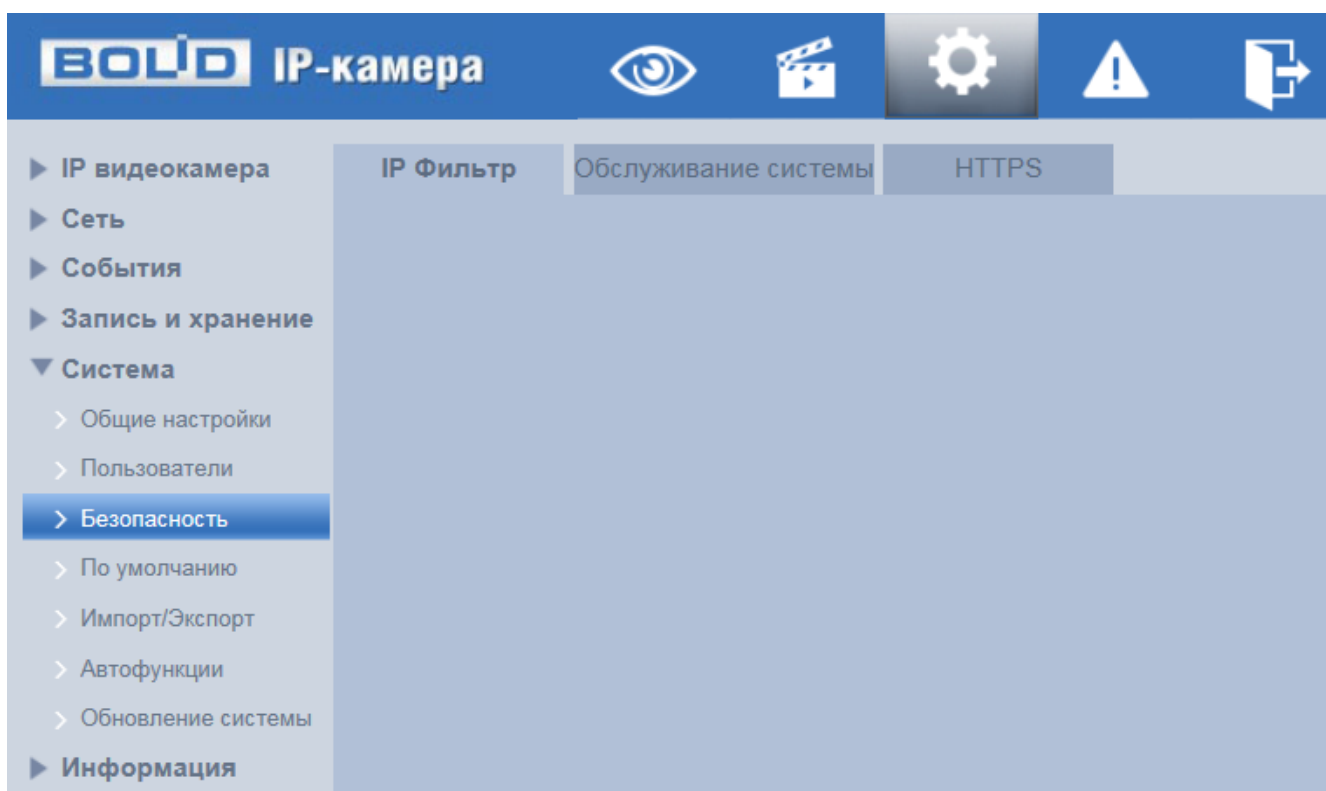 BOLID IP-камера
IP видеокамера
Сеть
События
Запись и хранение
Система
Общие настройки
Пользователи
Безопасность
По умолчанию
Импорт/Экспорт
Автофункции
Обновление системы
Информация
IP Фильтр
Обслуживание системы
HTTPS